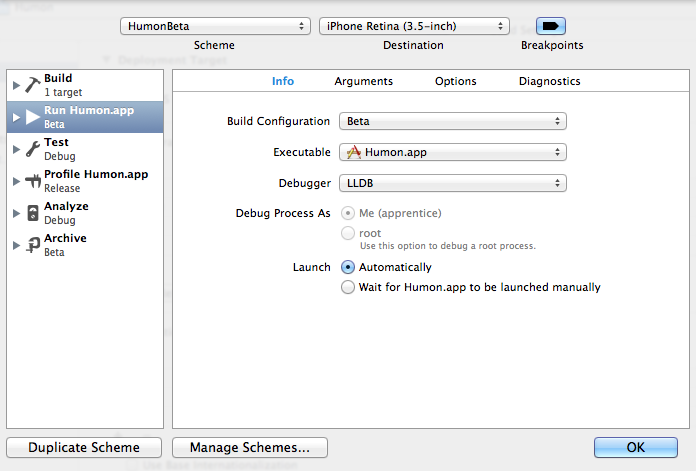 HumonBeta
iPhone Retina (3.5-inch)
Scheme
Destination
Breakpoints
Build
1 target
Run Humon.app
Beta
Test
Debug
Profile Humon.app
Release
Analyze
Debug
Archive
Beta
Info
Arguments
Options
Diagnostics
Build Configuration
Beta
Executable
Humon.app
Debugger
LLDB
Debug Process As
Me (apprentice)
root
Use this option to debug a root process.
Launch
Automatically
Wait for Humon.app to be launched manually
Duplicate Scheme
Manage Schemes...
OK